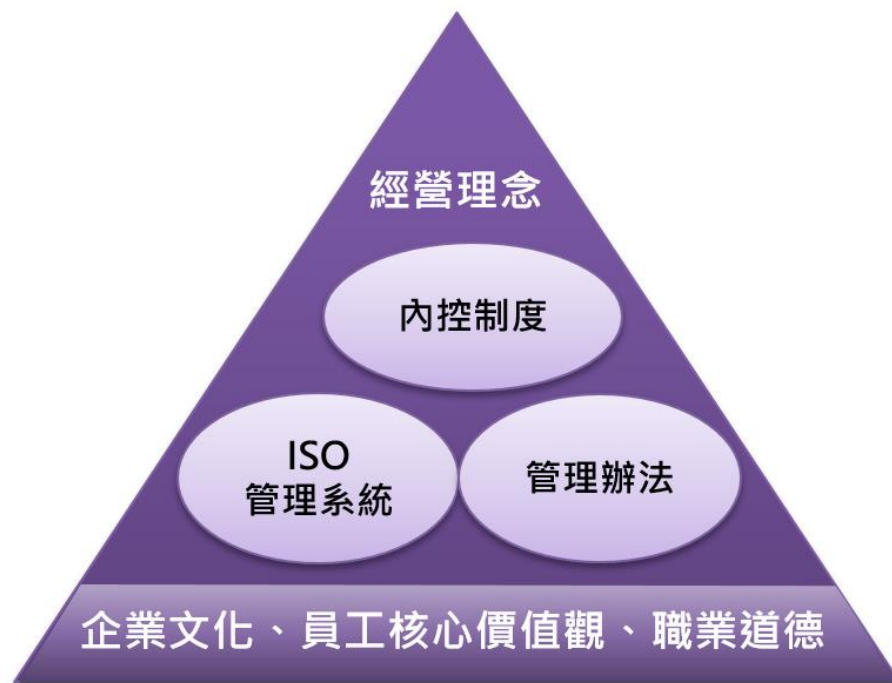 經營理念
內控制度
ISO
管理系統
管理辦法
企業文化、員工核心價值觀、職業道德